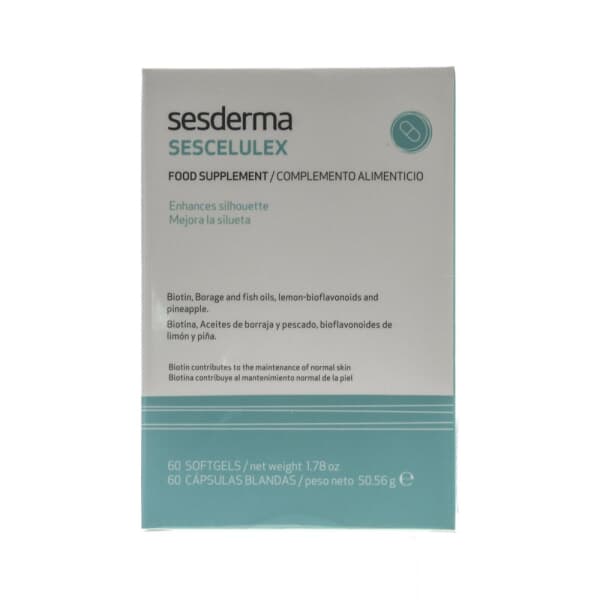 sesderma
SESCELULEX
FOOD SUPPLEMENT / COMPLEMENTO ALIMENTICIO
Enhances silhouette
Mejora la silueta
Biotin, Borage and fish oils, lemon-bioflavonoids and
pineapple.
Biotina, Aceites de borraja y pescado, bioflavonoides de
limón y piña.
Biotin contributes to the maintenance of normal skin
Biotina contribuye al mantenimiento normal de la piel
60 SOFTGELS / net weight 1.78 oz
60 CÁPSULAS BLANDAS / peso neto 50.56 g ℮